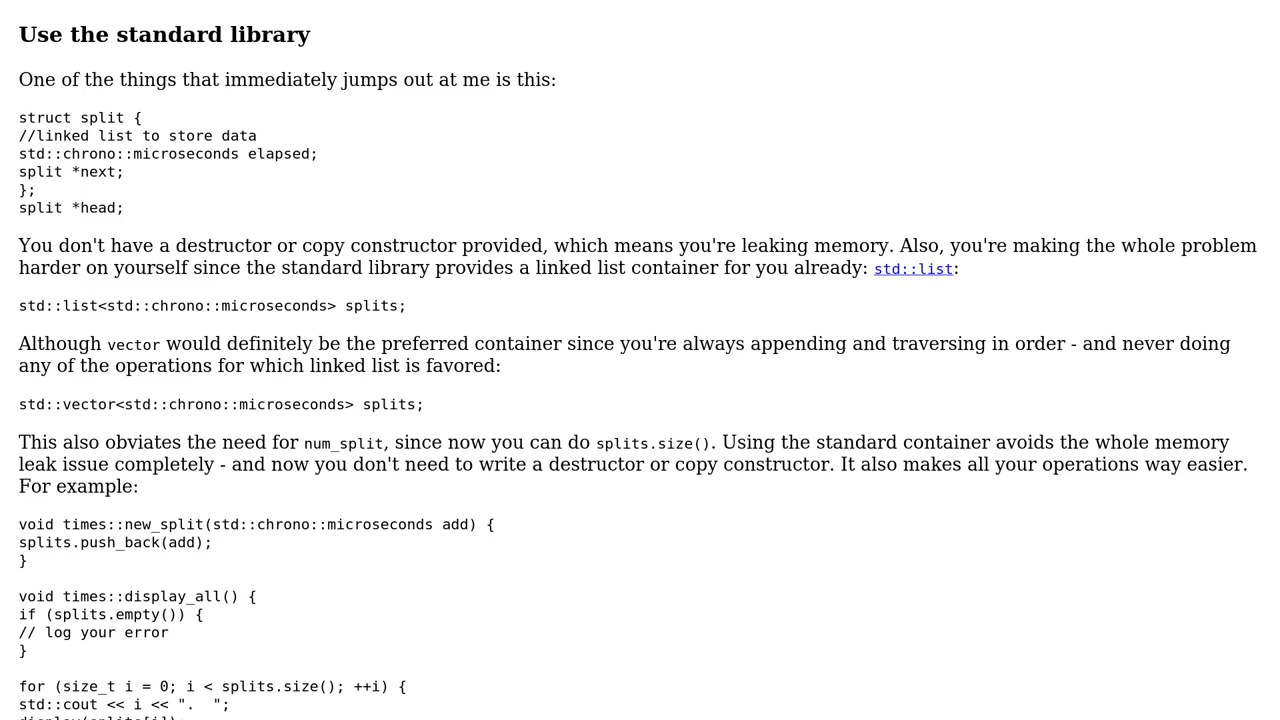 Use the standard library
One of the things that immediately jumps out at me is this:
struct split {
//linked list to store data
std::chrono::microseconds elapsed;
split *next;
};
split *head;
You don't have a destructor or copy constructor provided, which means you're leaking memory. Also, you're making the whole problem
harder on yourself since the standard library provides a linked list container for you already: std::list:
std::list<std::chrono::microseconds> splits;
Although vector would definitely be the preferred container since you're always appending and traversing in order - and never doing
any of the operations for which linked list is favored:
std::vector<std::chrono::microseconds> splits;
This also obviates the need for num_split, since now you can do splits.size(). Using the standard container avoids the whole memory
leak issue completely - and now you don't need to write a destructor or copy constructor. It also makes all your operations way easier.
For example:
void times::new_split(std::chrono::microseconds add) {
splits.push_back(add);
}
void times::display_all() {
if (splits.empty()) {
// log your error
}
for (size_t i = 0; i < splits.size(); ++i) {
std::cout << i << ".  ";
display(splits[i]);